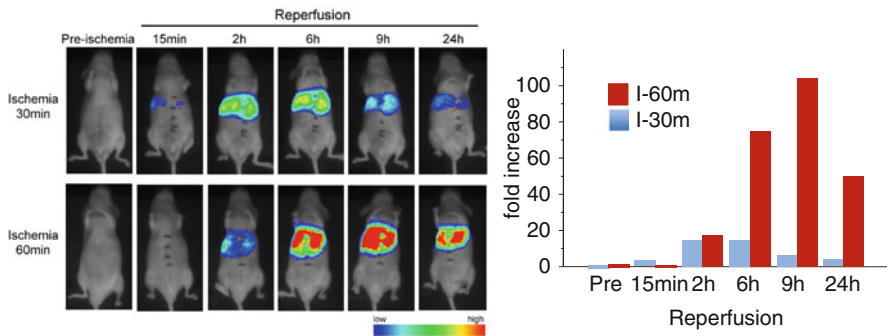 Reperfusion
Pre-ischemia 15min 2h 6h 9h 24h
Ischemia
30min
Ischemia
60min
low high
fold increase
100
80
60
40
20
0
I-60m
I-30m
Pre 15min 2h 6h 9h 24h
Reperfusion